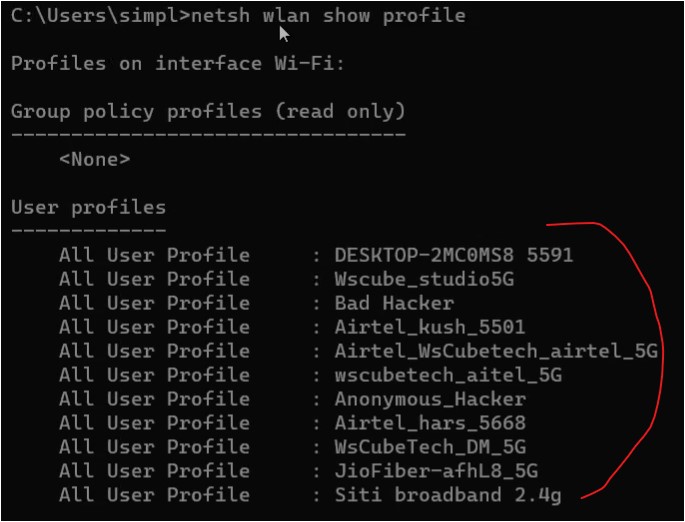 C:\Users\simpl>netsh wlan show profile
Profiles on interface Wi-Fi:
Group policy profiles (read only)
---------------------------------
<None>
User profiles
-------------
All User Profile     : DESKTOP-2MC0MS8 5591
All User Profile     : Wscube_studio5G
All User Profile     : Bad Hacker
All User Profile     : Airtel_kush_5501
All User Profile     : Airtel_WsCubetech_airtel_5G
All User Profile     : wscubetech_aitel_5G
All User Profile     : Anonymous_Hacker
All User Profile     : Airtel_hars_5668
All User Profile     : WsCubeTech_DM_5G
All User Profile     : JioFiber-afhL8_5G
All User Profile     : Siti broadband 2.4g